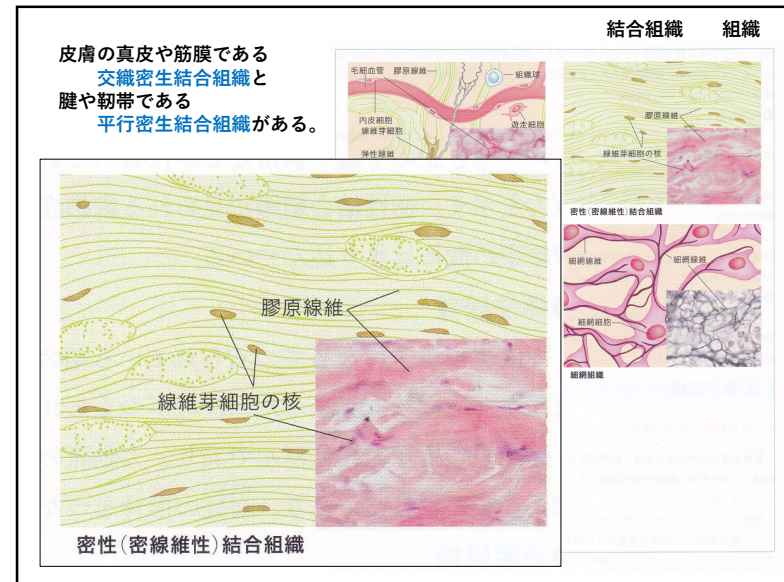 結合組織 組織
皮膚の真皮や筋膜である
交織密生結合組織と
腱や靭帯である
平行密生結合組織がある。
毛細血管
膠原線維
組織球
内皮細胞
線維芽細胞
遊走細胞
弾性線維
膠原線維
線維芽細胞の核
密性(密線維性)結合組織
細網線維
細網線維
細網細胞
細網組織
膠原線維
線維芽細胞の核
密性(密線維性)結合組織